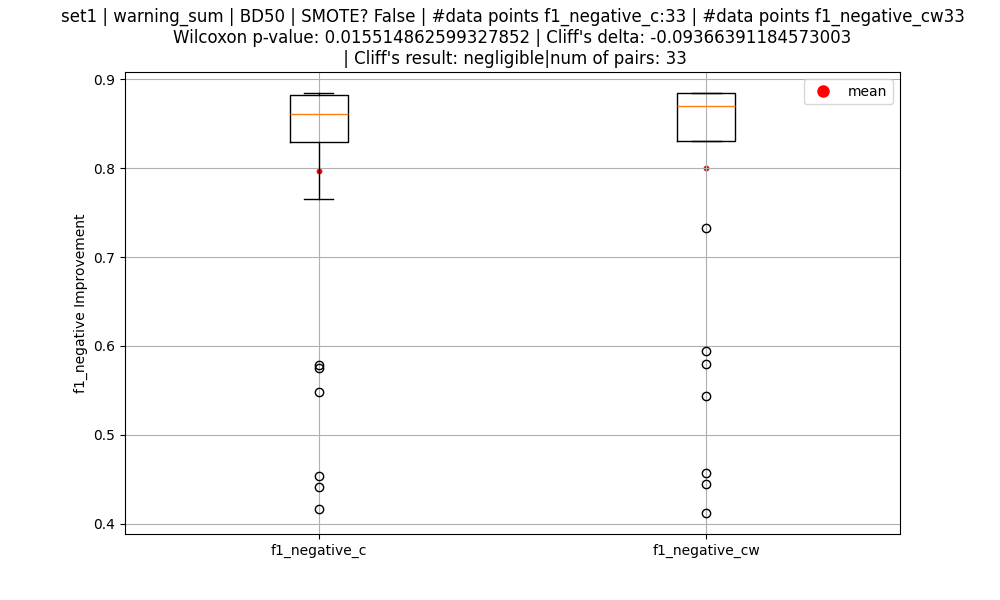 set1 | warning_sum | BD50 | SMOTE? False | #data points f1_negative_c:33 | #data points f1_negative_cw33
Wilcoxon p-value: 0.015514862599327852 | Cliff's delta: -0.09366391184573003
| Cliff's result: negligible|num of pairs: 33
mean
0.9
0.8
0.7
0.6
0.5
0.4
f1_negative Improvement
f1_negative_c
f1_negative_cw